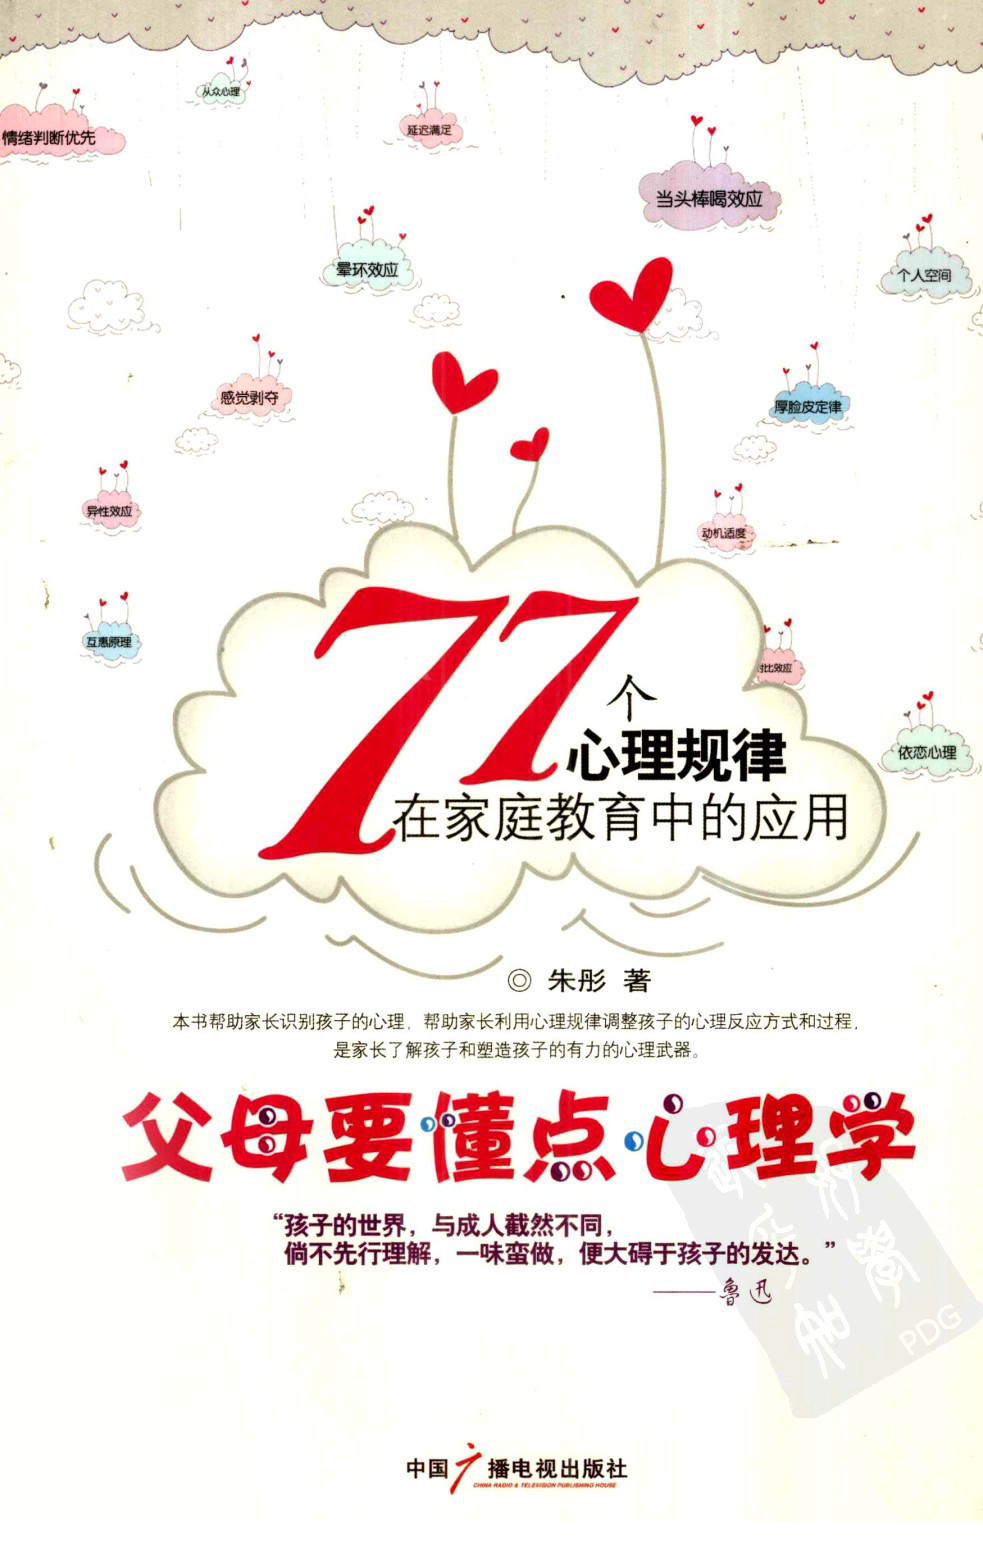 从众心理
情绪判断优先
延迟满足
当头棒喝效应
晕环效应
个人空间
感觉剥夺
厚脸皮定律
异性效应
动机适度
互惠原理
对比效应
依恋心理
77个
心理规律
在家庭教育中的应用
◎ 朱彤 著
本书帮助家长识别孩子的心理，帮助家长利用心理规律调整孩子的心理反应方式和过程，
是家长了解孩子和塑造孩子的有力的心理武器。
父母要懂点心理学
“孩子的世界，与成人截然不同，
倘不先行理解，一味蛮做，便大碍于孩子的发达。”
——鲁迅
PDG
中国广播电视出版社
CHINA RADIO & TELEVISION PUBLISHING HOUSE